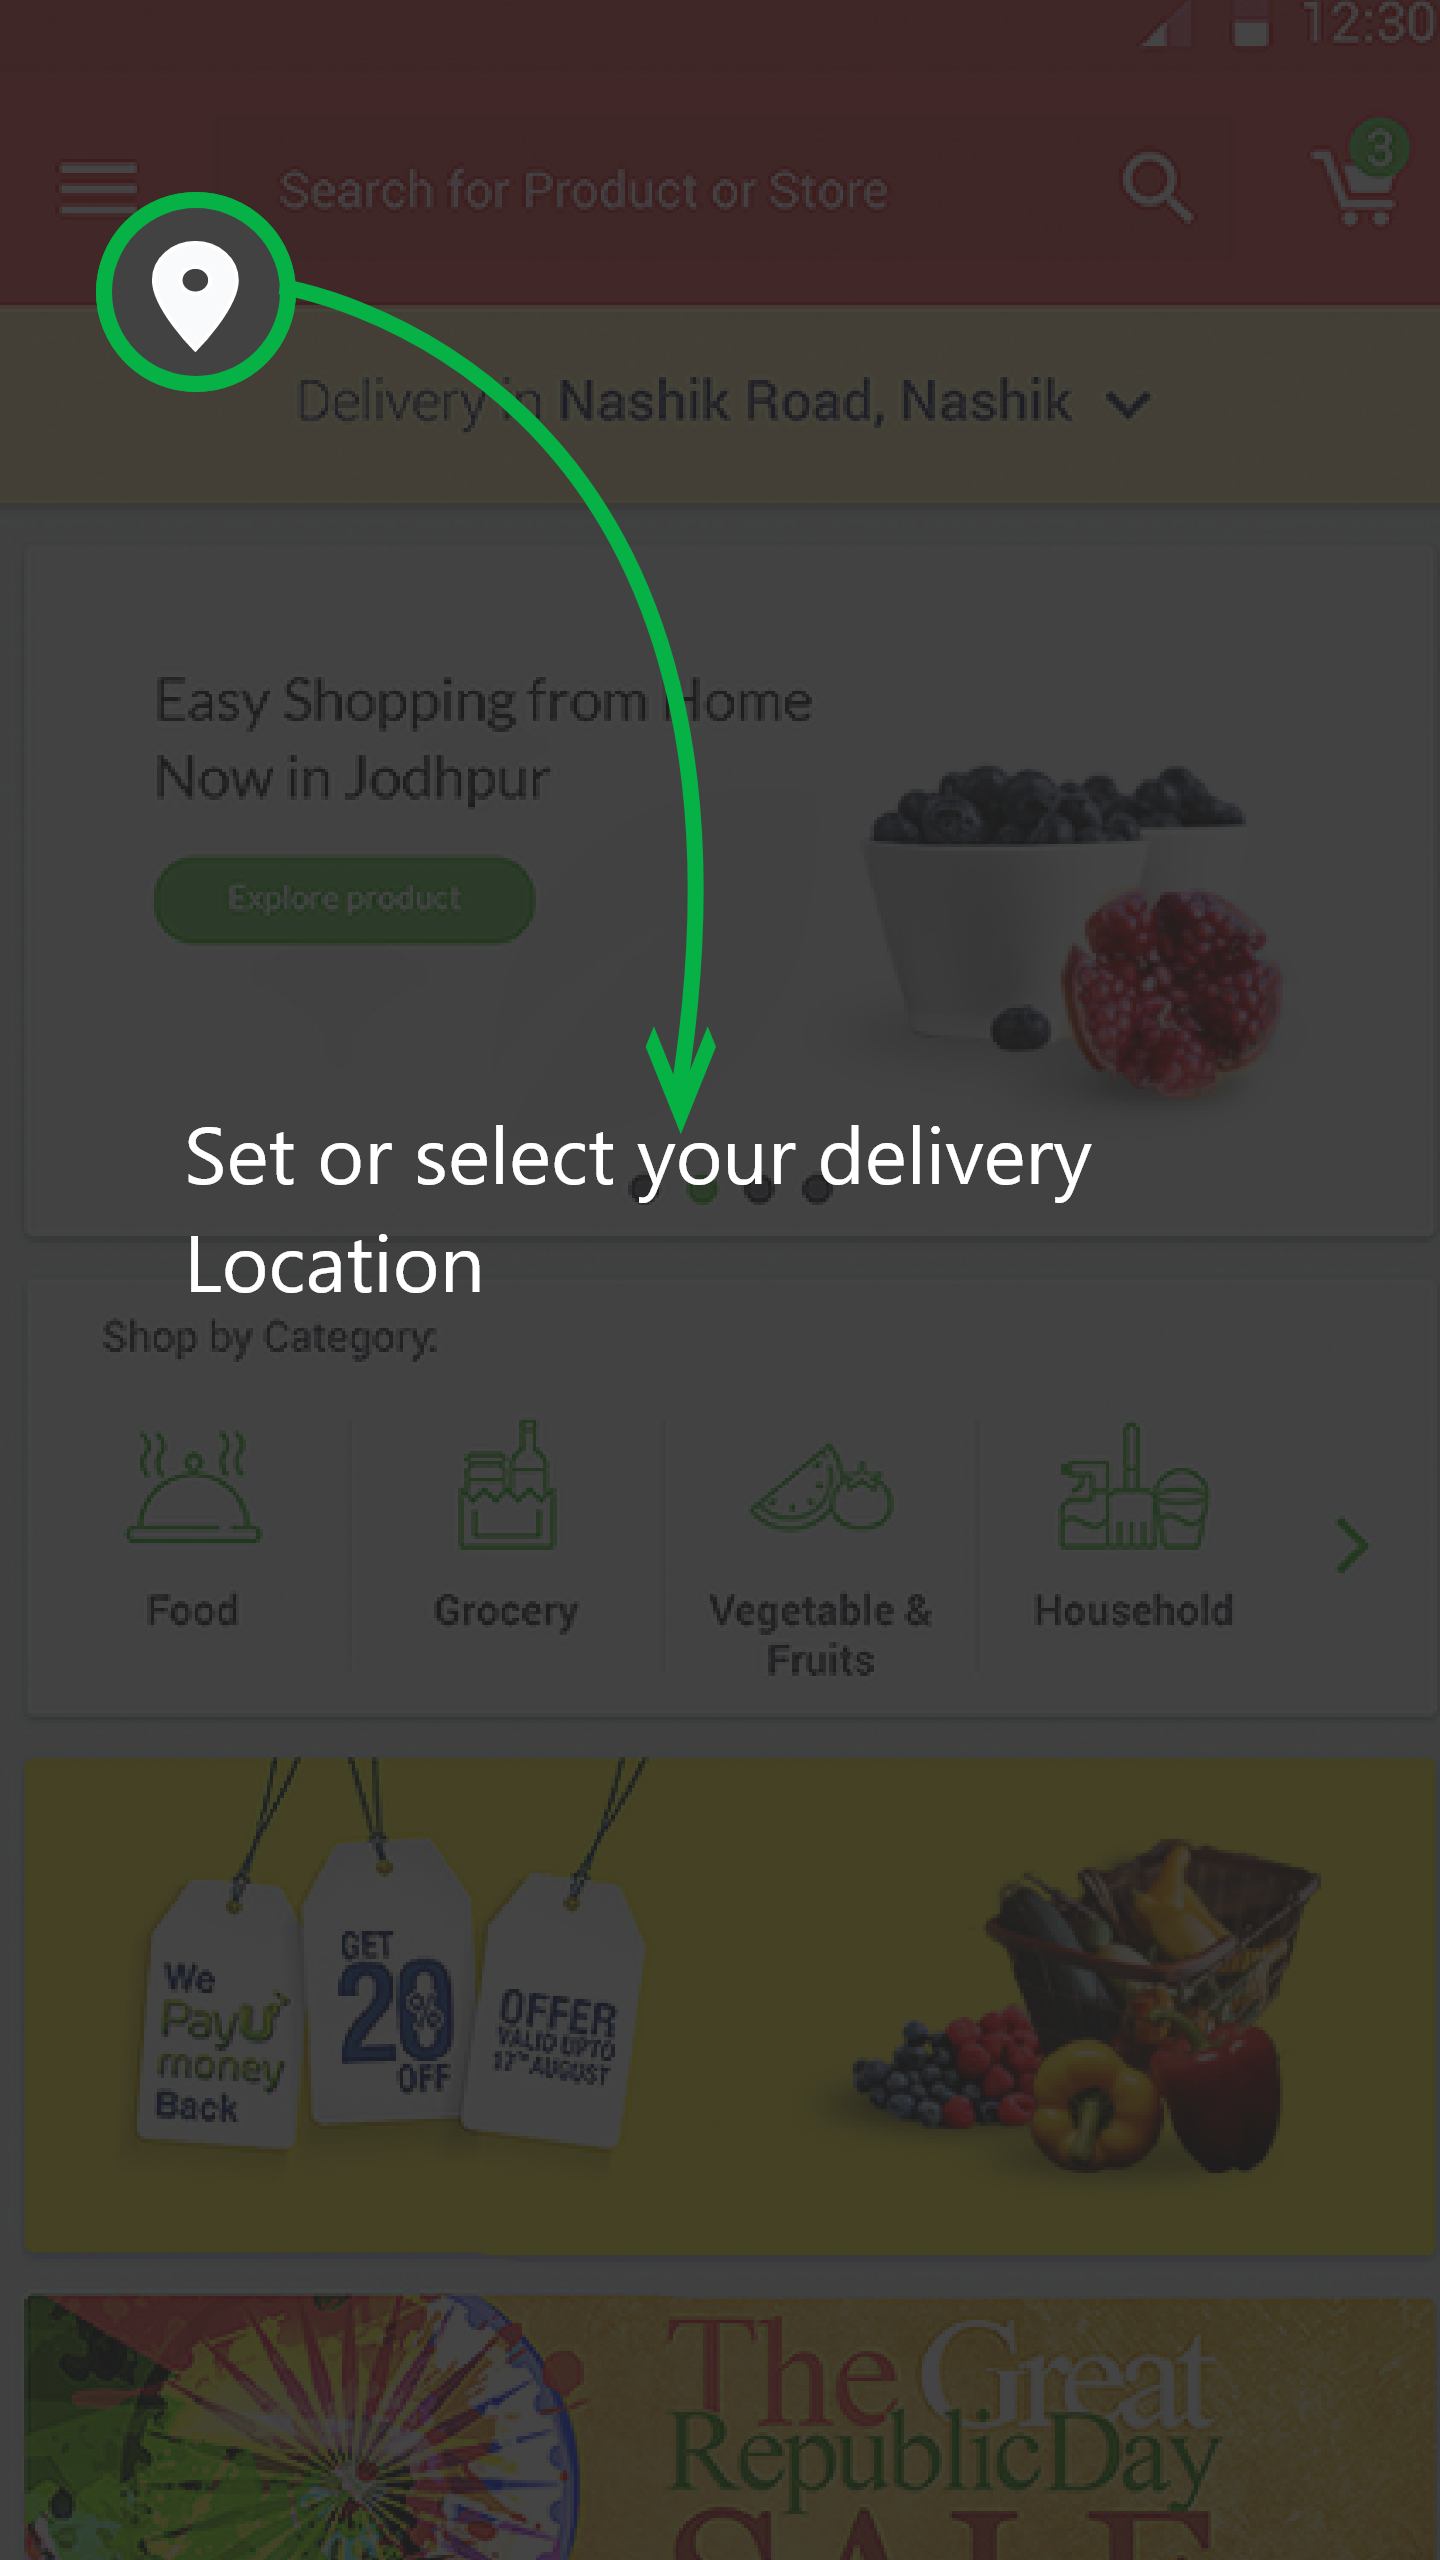 12:30
Search for Product or Store
3
Delivery in Nashik Road, Nashik
Easy Shopping from Home
Now in Jodhpur
Explore product
Set or select your delivery
Location
Shop by Category:
Food
Grocery
Vegetable &
Fruits
Household
We
PayU
money
Back
GET
20%
OFF
OFFER
VALID UPTO
17TH AUGUST
The Great
Republic Day
SALE